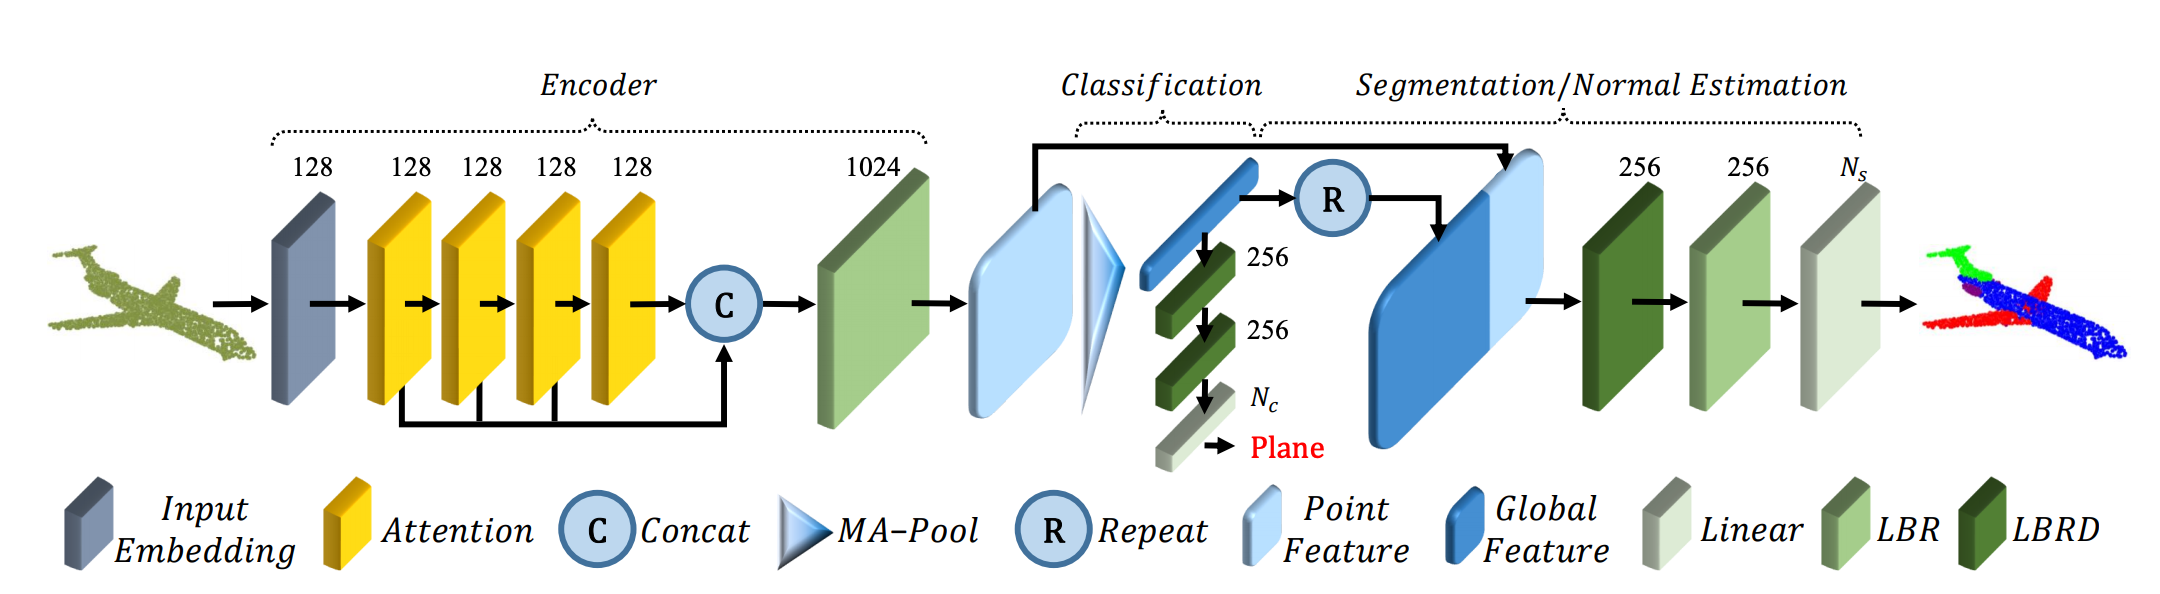 Encoder
Classification
Segmentation/Normal Estimation
128
128
128
128
128
1024
256
256
N_s
C
R
256
256
N_c
Plane
Input Embedding
Attention
C
Concat
MA–Pool
R
Repeat
Point Feature
Global Feature
Linear
LBR
LBRD